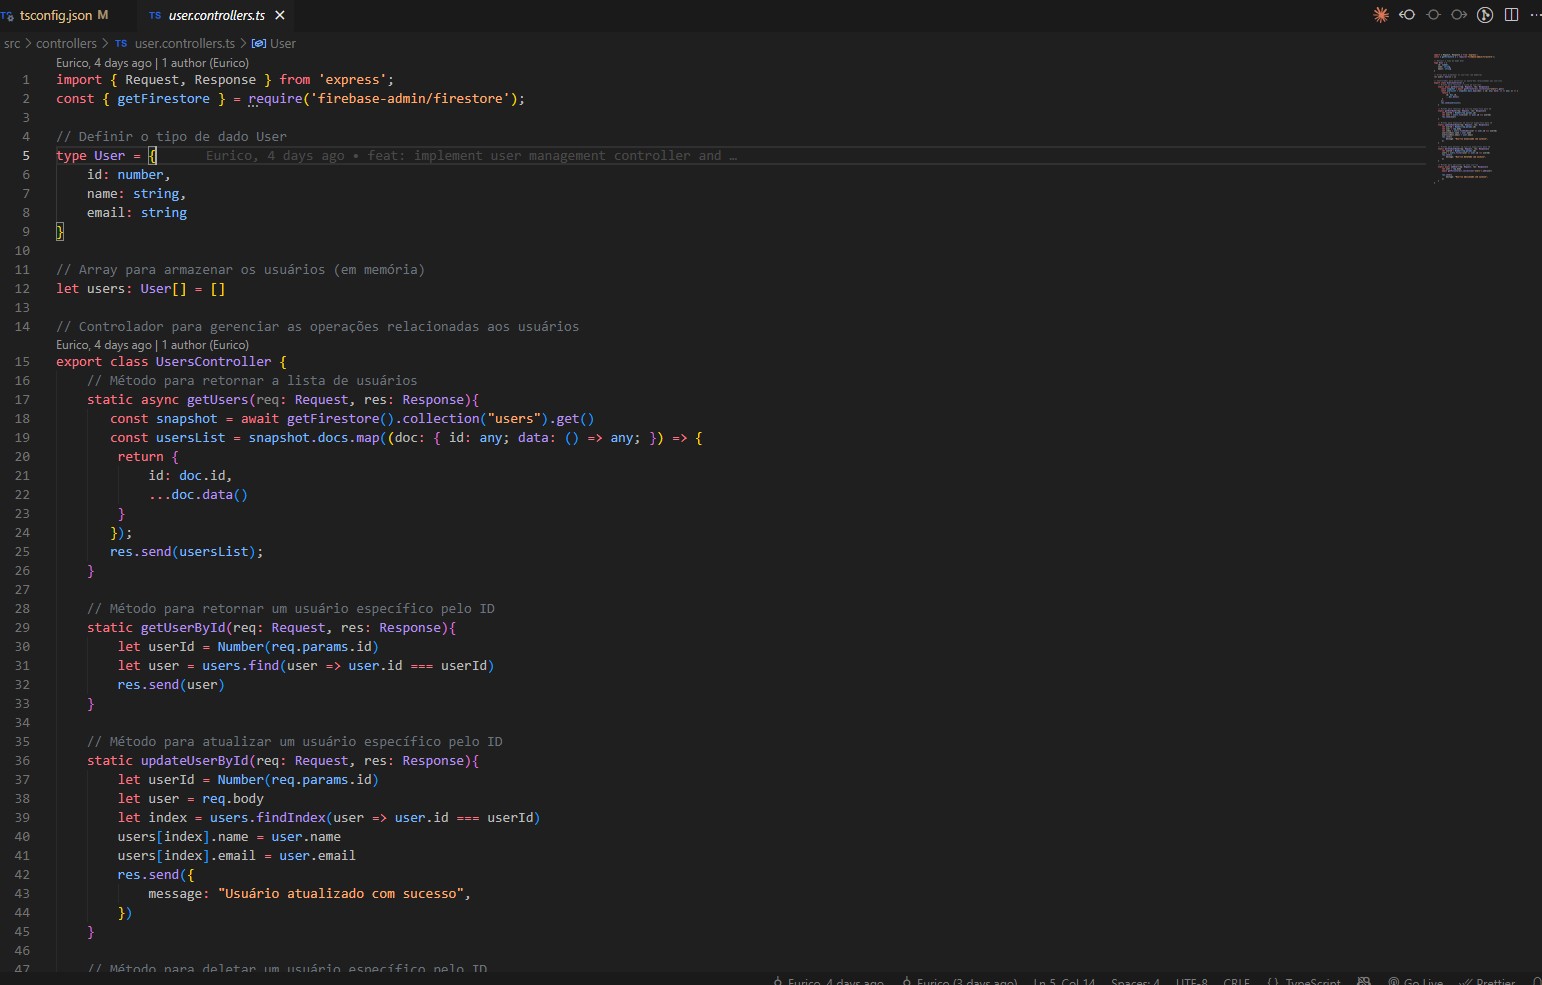 tsconfig.json M
TS user.controllers.ts
src > controllers > TS user.controllers.ts > User
Eurico, 4 days ago | 1 author (Eurico)
1 import { Request, Response } from 'express';
2 const { getFirestore } = require('firebase-admin/firestore');
3
4 // Definir o tipo de dado User
5 type User = { Eurico, 4 days ago • feat: implement user management controller and …
6 id: number,
7 name: string,
8 email: string
9 }
10
11 // Array para armazenar os usuários (em memória)
12 let users: User[] = []
13
14 // Controlador para gerenciar as operações relacionadas aos usuários
Eurico, 4 days ago | 1 author (Eurico)
15 export class UsersController {
16 // Método para retornar a lista de usuários
17 static async getUsers(req: Request, res: Response){
18 const snapshot = await getFirestore().collection("users").get()
19 const usersList = snapshot.docs.map((doc: { id: any; data: () => any; }) => {
20 return {
21 id: doc.id,
22 ...doc.data()
23 }
24 });
25 res.send(usersList);
26 }
27
28 // Método para retornar um usuário específico pelo ID
29 static getUserById(req: Request, res: Response){
30 let userId = Number(req.params.id)
31 let user = users.find(user => user.id === userId)
32 res.send(user)
33 }
34
35 // Método para atualizar um usuário específico pelo ID
36 static updateUserById(req: Request, res: Response){
37 let userId = Number(req.params.id)
38 let user = req.body
39 let index = users.findIndex(user => user.id === userId)
40 users[index].name = user.name
41 users[index].email = user.email
42 res.send({
43 message: "Usuário atualizado com sucesso",
44 })
45 }
46
47 // Método para deletar um usuário específico pelo ID
Eurico, 4 days ago Eurico (3 days ago) Ln 5, Col 14 Spaces: 4 UTF-8 CRLF {} TypeScript Go Live Prettier